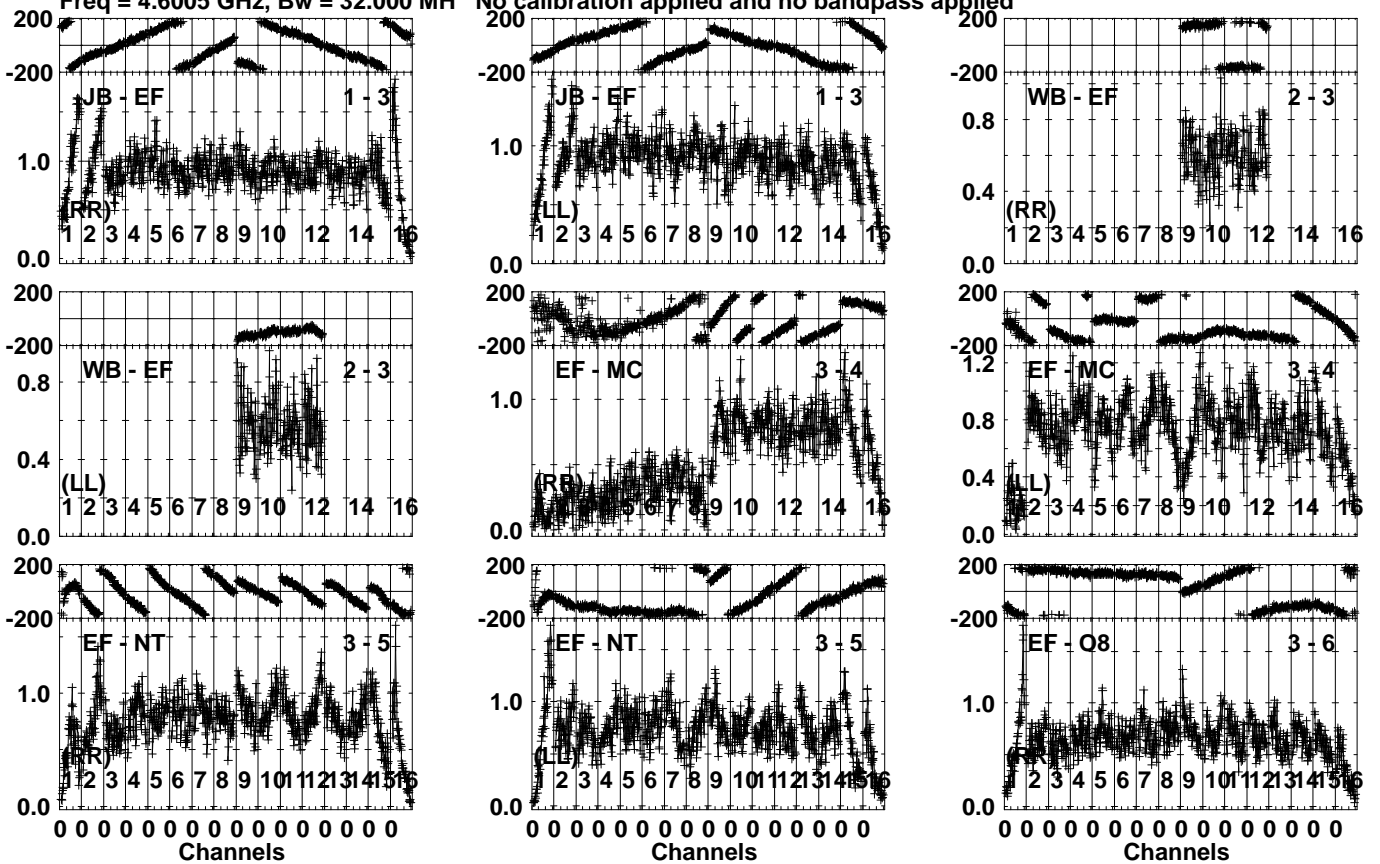 Freq = 4.6005 GHz, Bw = 32.000 MH No calibration applied and no bandpass applied
200
-200
JB - EF 1 - 3
1.0
(RR)
1 2 3 4 5 6 7 8 9 10 12 14 16
0.0
200
-200
JB - EF 1 - 3
1.0
(LL)
1 2 3 4 5 6 7 8 9 10 12 14 16
0.0
200
-200
WB - EF 2 - 3
0.8
0.4
(RR)
1 2 3 4 5 6 7 8 9 10 12 14 16
0.0
200
-200
WB - EF 2 - 3
0.8
0.4
(LL)
1 2 3 4 5 6 7 8 9 10 12 14 16
0.0
200
-200
EF - MC 3 - 4
1.0
(RR)
5 6 7 8 9 10 12 14 16
0.0
200
-200
1.2
EF - MC 3 - 4
0.8
0.4
(LL)
2 3 4 5 6 7 8 9 10 12 14 16
0.0
200
-200
EF - NT 3 - 5
1.0
(RR)
1 2 3 4 5 6 7 8 9 10 11 12 13 14 15 16
0.0
0 0 0 0 0 0 0 0 0 0 0 0 0 0 0 0
Channels
200
-200
EF - NT 3 - 5
1.0
(LL)
1 2 3 4 5 6 7 8 9 10 11 12 13 14 15 16
0.0
0 0 0 0 0 0 0 0 0 0 0 0 0 0 0 0
Channels
200
-200
EF - O8 3 - 6
1.0
(RR)
2 3 4 5 6 7 8 9 10 11 12 13 14 15 16
0.0
0 0 0 0 0 0 0 0 0 0 0 0 0 0 0 0
Channels